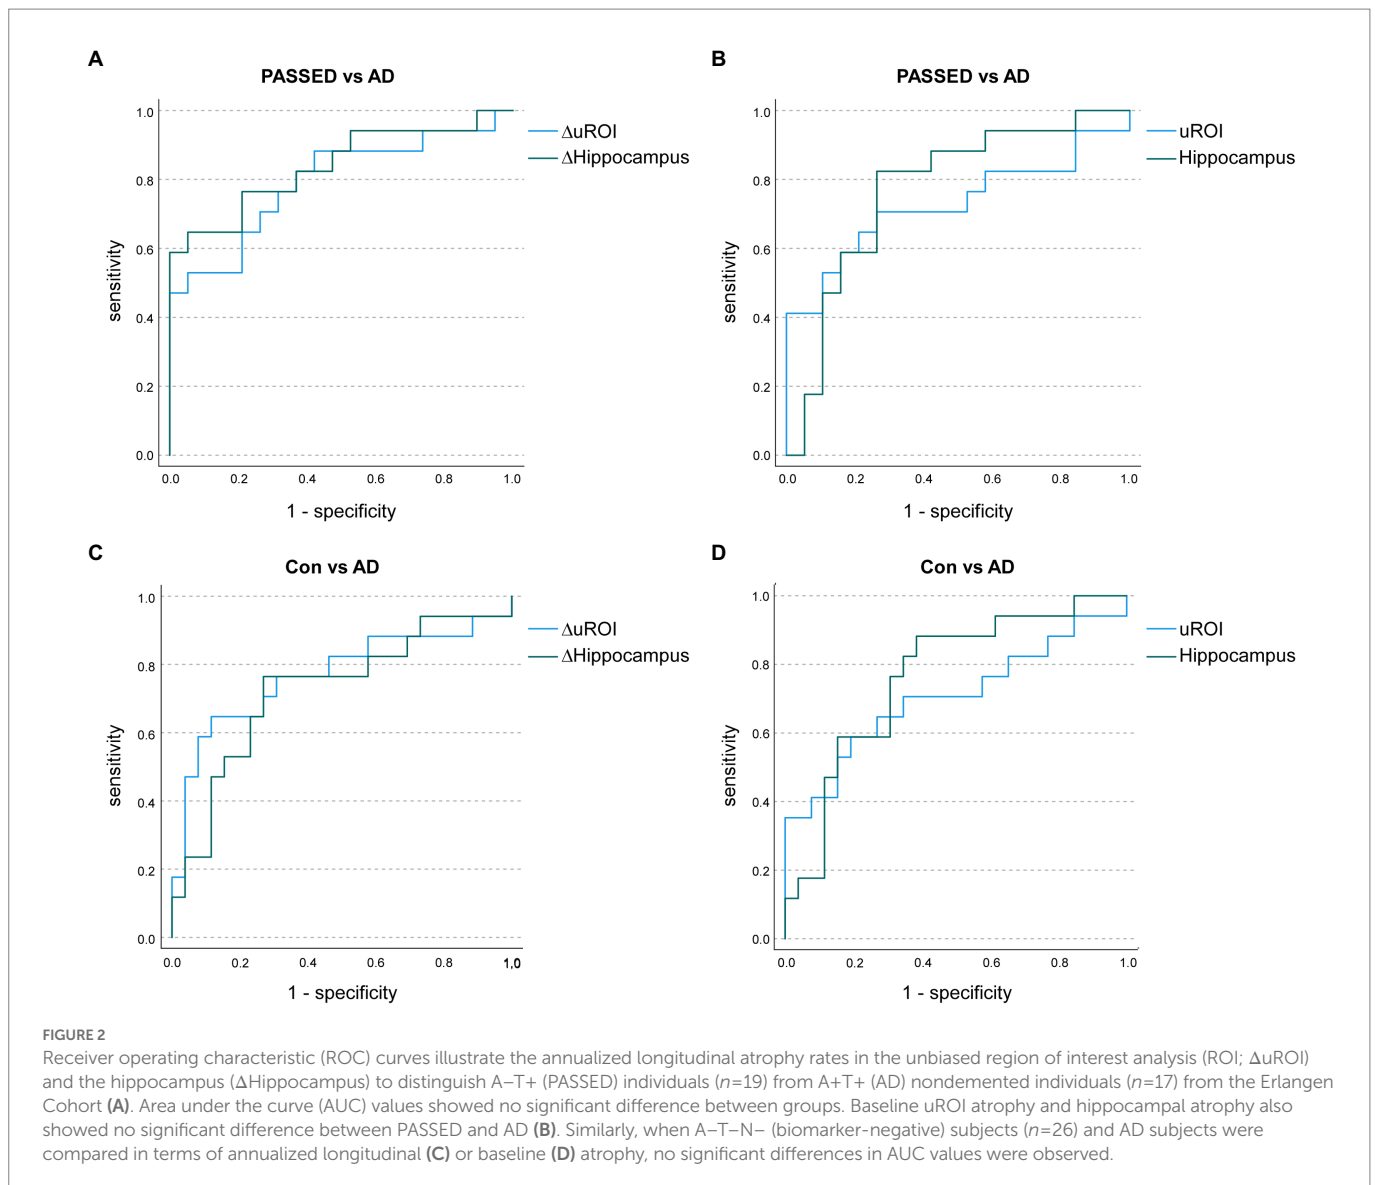 A
PASSED vs AD
1.0
0.8
0.6
0.4
0.2
0.0
sensitivity
0.0 0.2 0.4 0.6 0.8 1.0
1 - specificity
ΔuROI
ΔHippocampus
B
PASSED vs AD
1.0
0.8
0.6
0.4
0.2
0.0
sensitivity
0.0 0.2 0.4 0.6 0.8 1.0
1 - specificity
uROI
Hippocampus
C
Con vs AD
1.0
0.8
0.6
0.4
0.2
0.0
sensitivity
0.0 0.2 0.4 0.6 0.8 1,0
1 - specificity
ΔuROI
ΔHippocampus
D
Con vs AD
1.0
0.8
0.6
0.4
0.2
0.0
sensitivity
0.0 0.2 0.4 0.6 0.8 1.0
1 - specificity
uROI
Hippocampus
FIGURE 2
Receiver operating characteristic (ROC) curves illustrate the annualized longitudinal atrophy rates in the unbiased region of interest analysis (ROI; ΔuROI)
and the hippocampus (ΔHippocampus) to distinguish A–T+ (PASSED) individuals (n=19) from A+T+ (AD) nondemented individuals (n=17) from the Erlangen
Cohort (A). Area under the curve (AUC) values showed no significant difference between groups. Baseline uROI atrophy and hippocampal atrophy also
showed no significant difference between PASSED and AD (B). Similarly, when A–T–N– (biomarker-negative) subjects (n=26) and AD subjects were
compared in terms of annualized longitudinal (C) or baseline (D) atrophy, no significant differences in AUC values were observed.